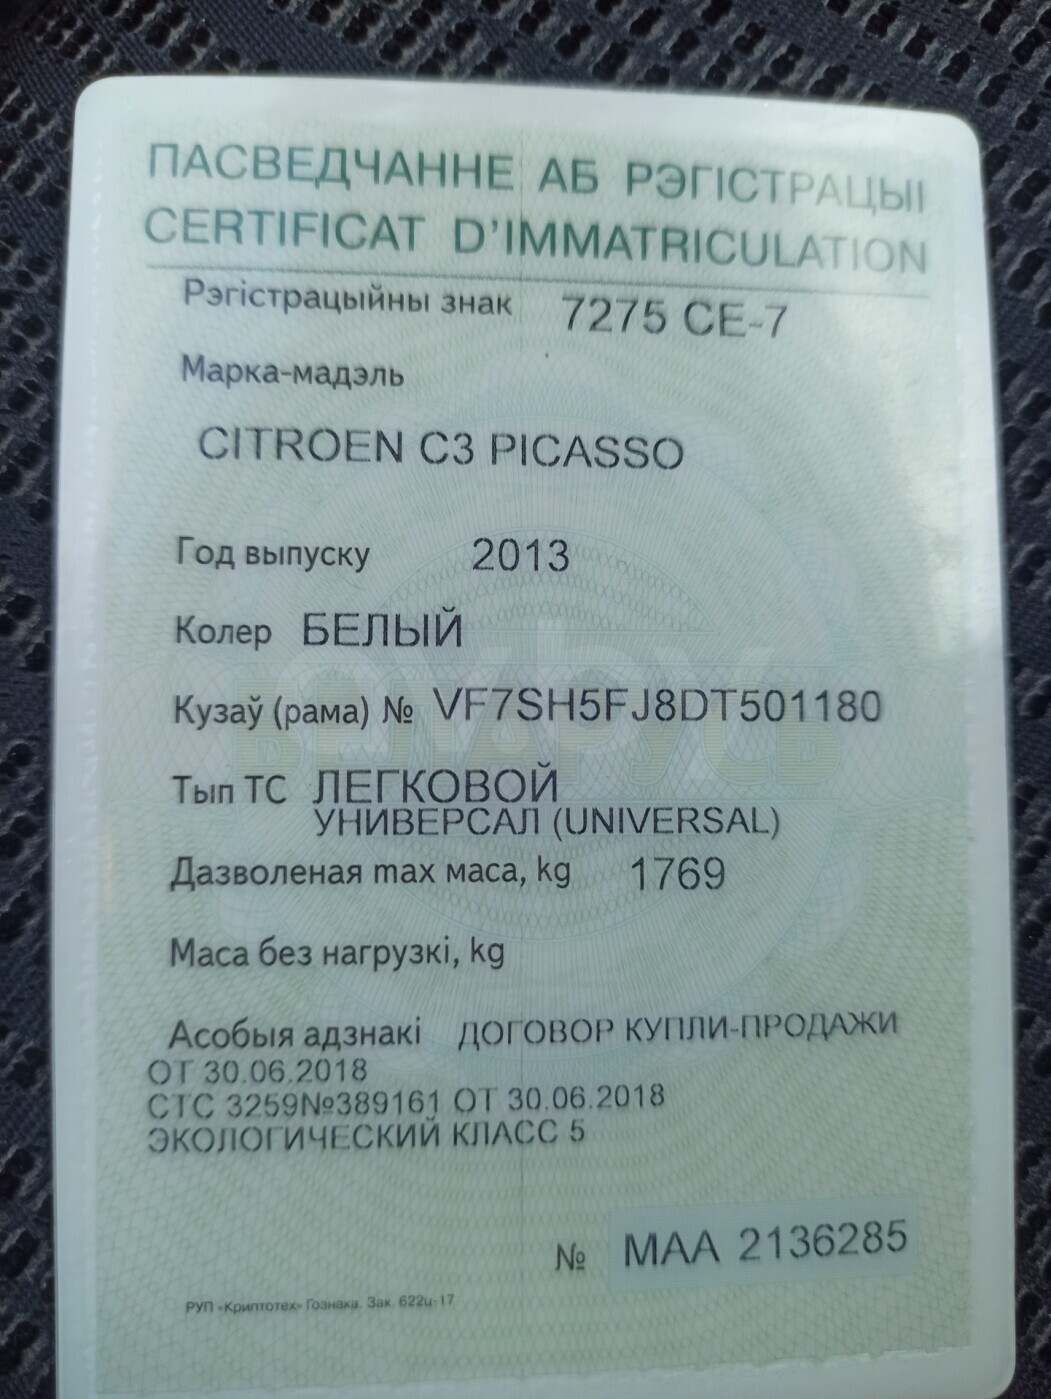 ПАСВЕДЧАННЕ АБ РЭГІСТРАЦЫІ
CERTIFICAT D'IMMATRICULATION
Рэгістрацыйны знак 7275 CE-7
Марка-мадэль
CITROEN C3 PICASSO
Год выпуску 2013
Колер БЕЛЫЙ
Кузаў (рама) № VF7SH5FJ8DT501180
Тып ТС ЛЕГКОВОЙ
УНИВЕРСАЛ (UNIVERSAL)
Дазволеная max маса, kg 1769
Маса без нагрузкі, kg
Асобыя адзнакі ДОГОВОР КУПЛИ-ПРОДАЖИ
ОТ 30.06.2018
СТС 3259№389161 ОТ 30.06.2018
ЭКОЛОГИЧЕСКИЙ КЛАСС 5
№ МАА 2136285
РУП «Криптотех» Гознака. Зак. 622ц-17
БЕЛАРУСЬ